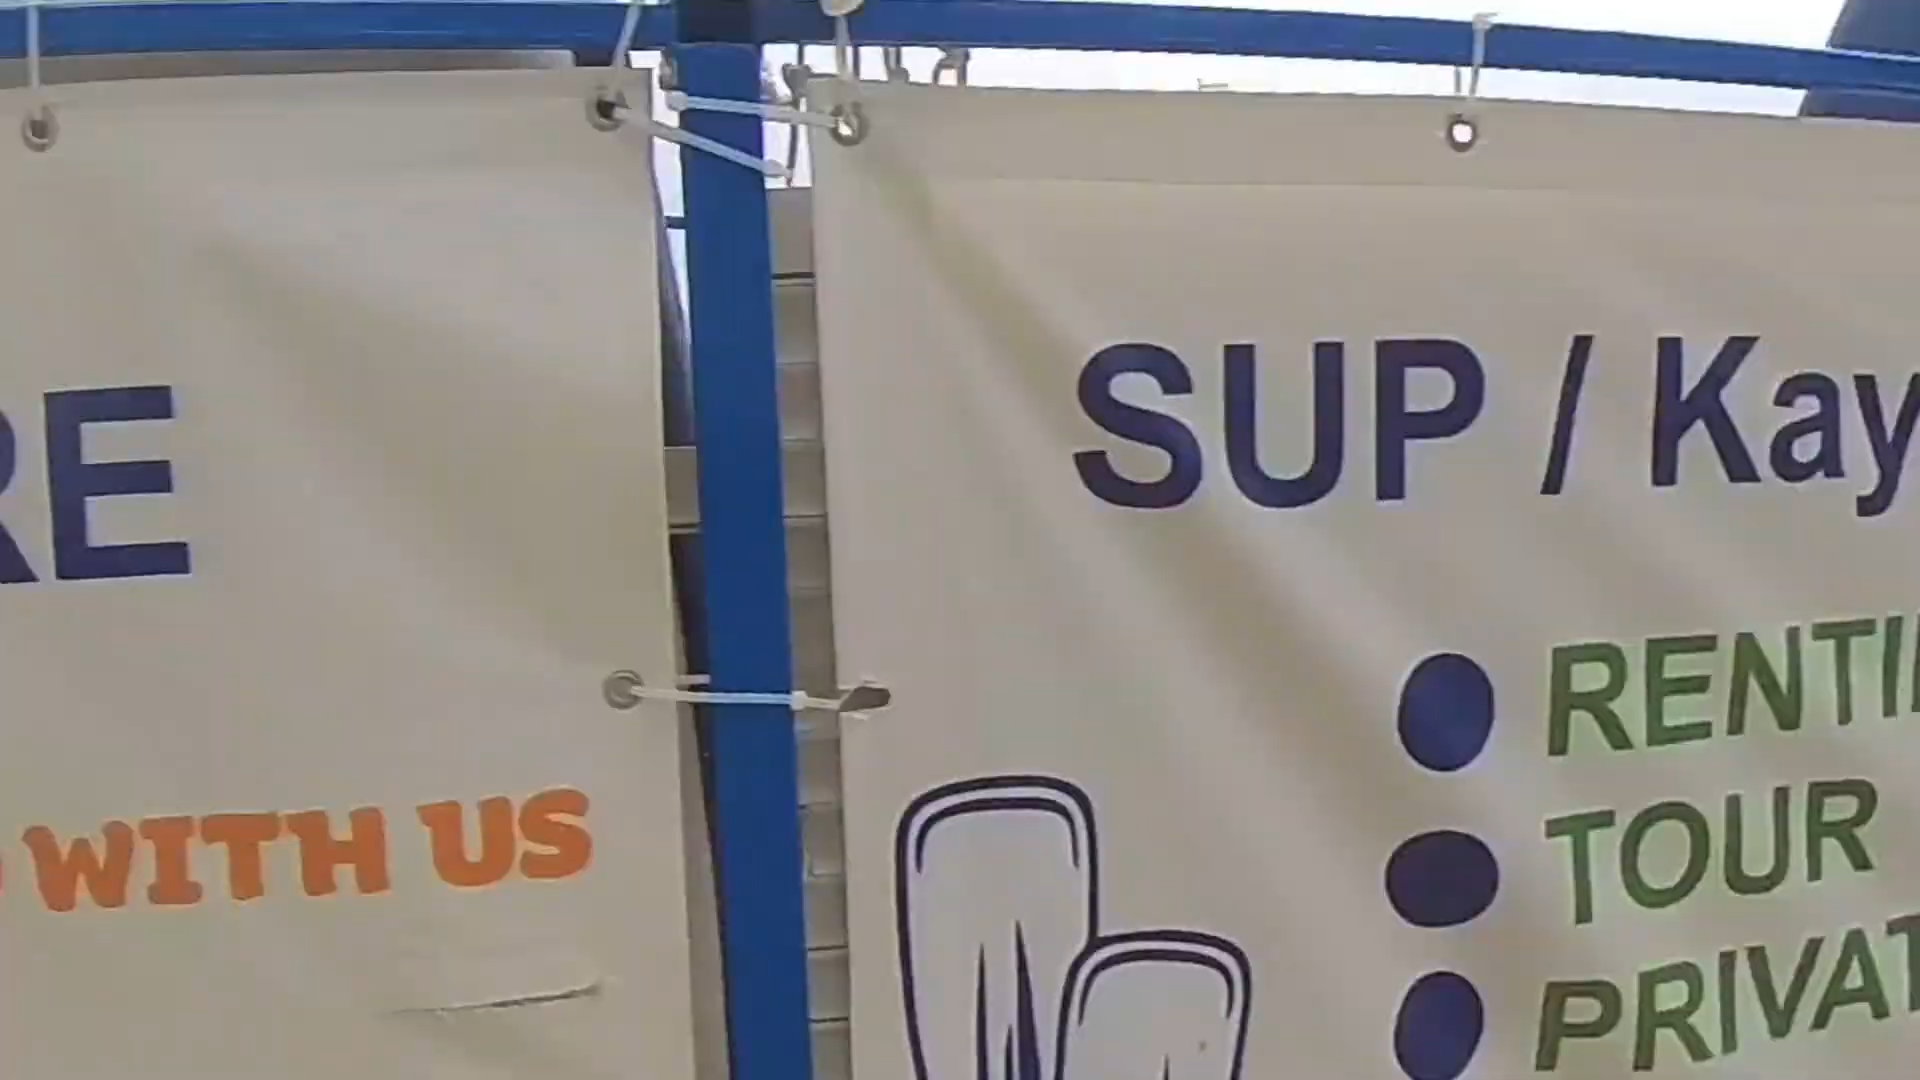 RE
WITH US
SUP / Kay
RENTI
TOUR
PRIVAT